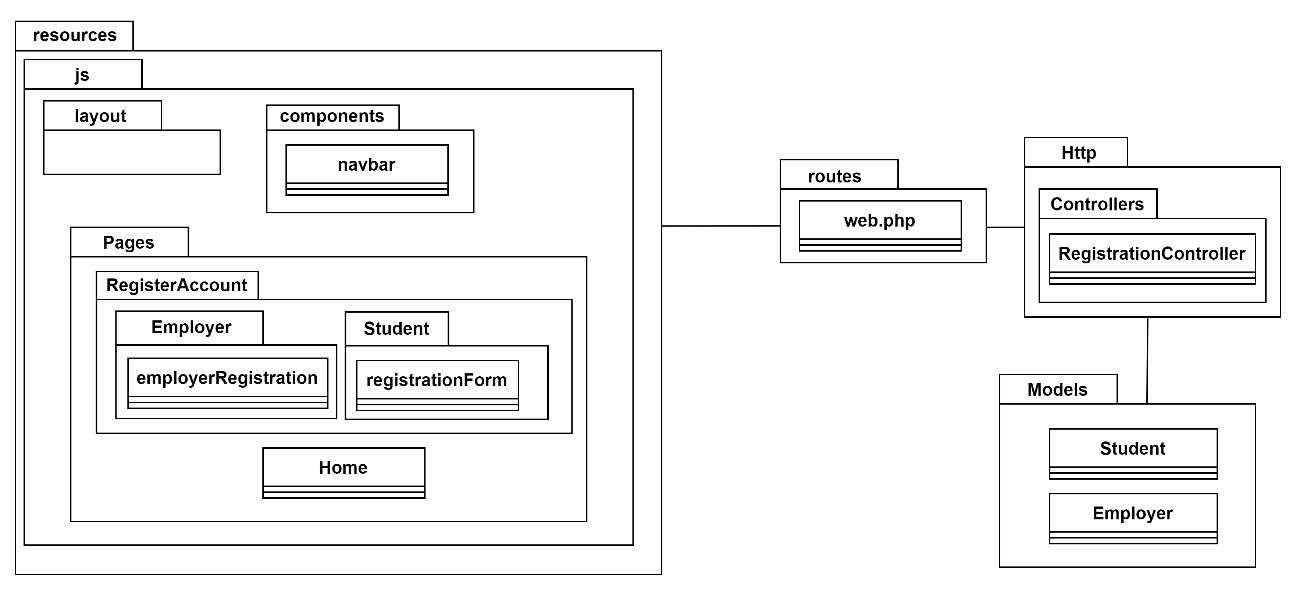 resources
js
layout
components
navbar
Pages
RegisterAccount
Employer
Student
employerRegistration
registrationForm
Home
routes
web.php
Http
Controllers
RegistrationController
Models
Student
Employer